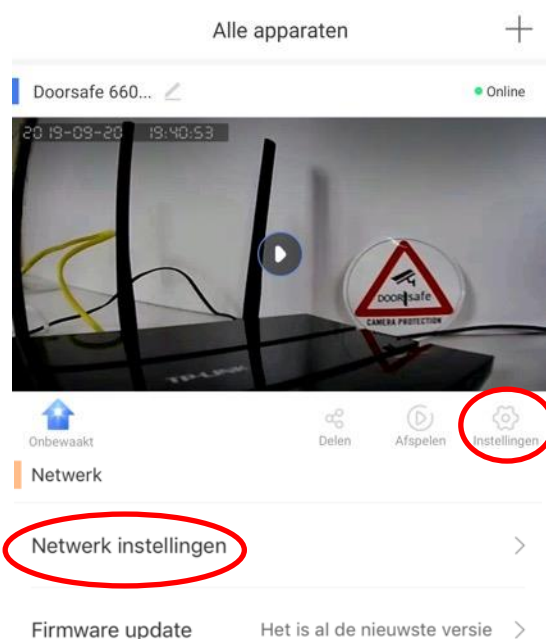 Alle apparaten
Doorsafe 660...
Online
2019-09-20 19:40:53
DOORsafe
CAMERA PROTECTION
TP-LINK
Onbewaakt
Delen
Afspelen
Instellingen
Netwerk
Netwerk instellingen
Firmware update
Het is al de nieuwste versie